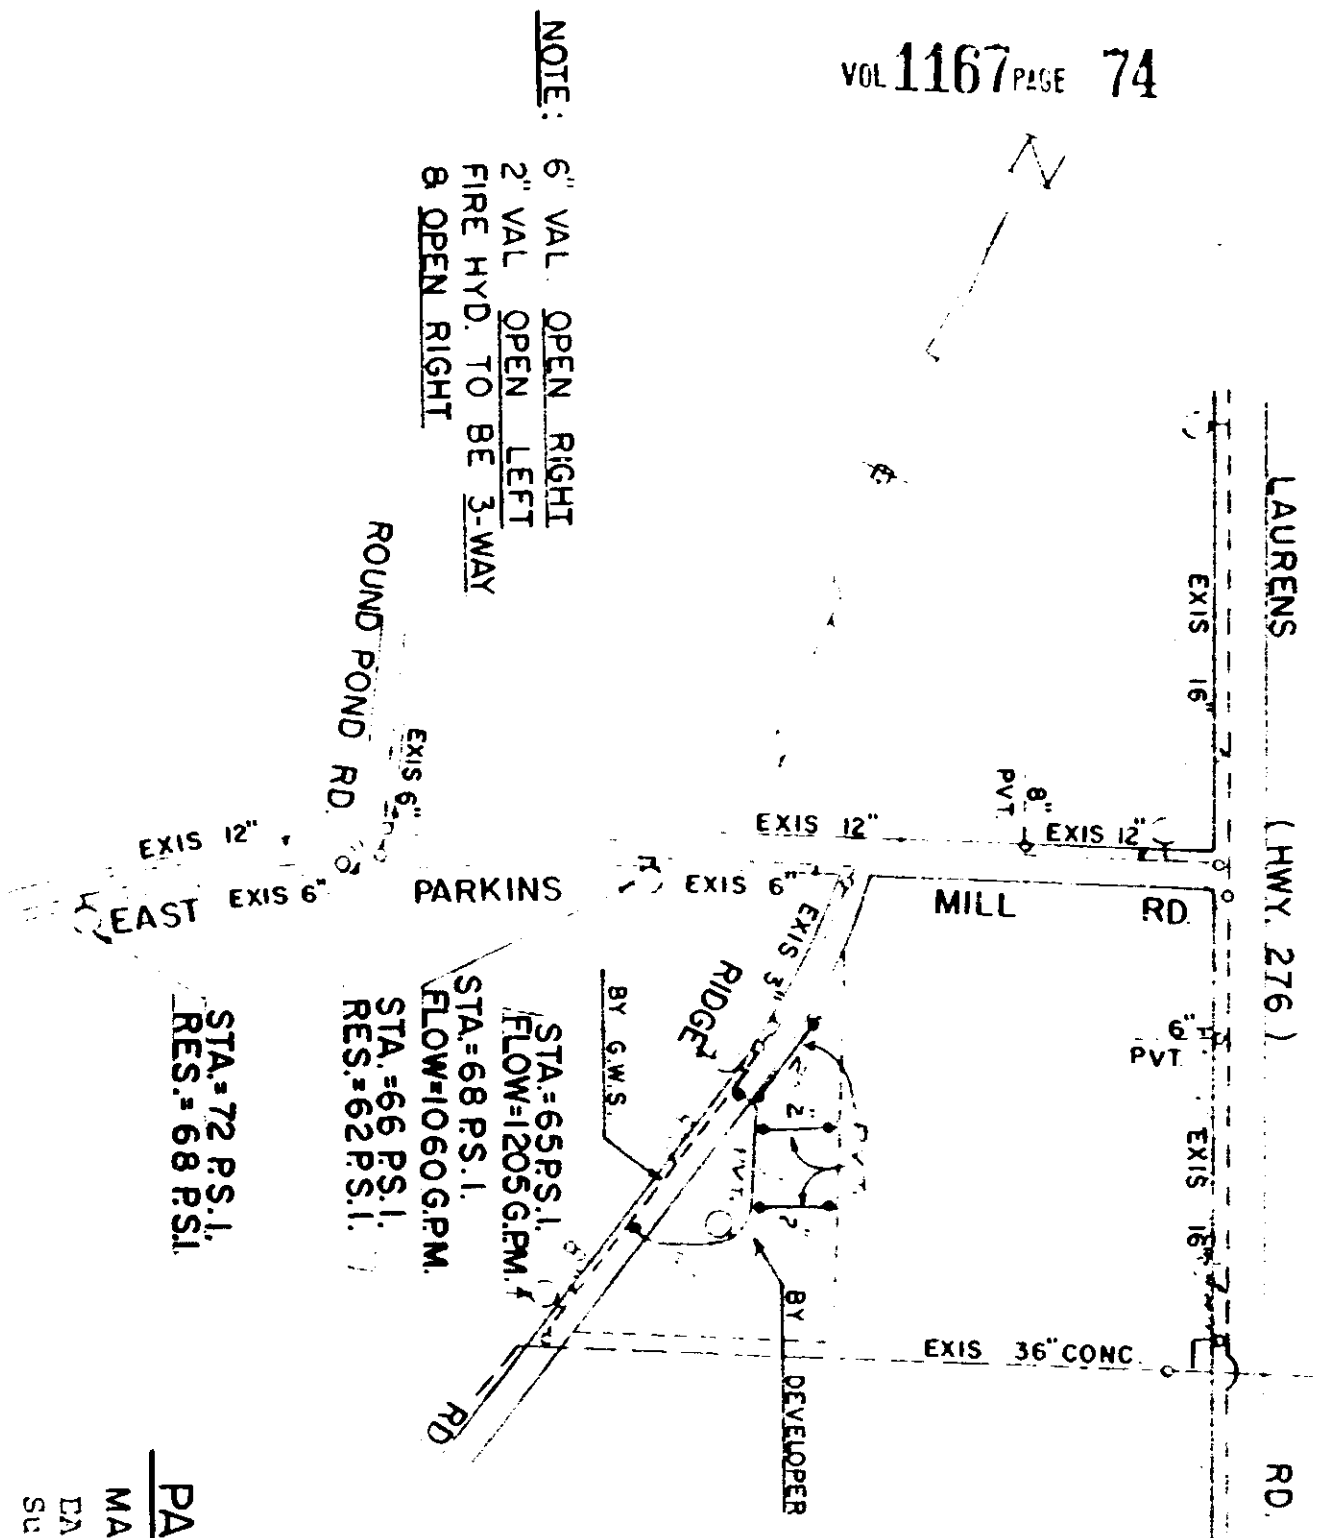 VOL 1167 PAGE 74
N
NOTE: 6" VAL. OPEN RIGHT
2" VAL OPEN LEFT
FIRE HYD. TO BE 3-WAY
& OPEN RIGHT
LAURENS (HWY. 276) RD.
EXIS 16"
EXIS 16"
6"
PVT.
8"
PVT.
EXIS 12"
EXIS 12"
EXIS 12"
EAST PARKINS MILL RD.
EXIS 6"
EXIS 6"
EXIS 6"
ROUND POND RD.
EXIS 3"
RIDGE RD
2"
2"
2"
PVT.
PVT.
BY G.W.S.
BY DEVELOPER
EXIS 36" CONC.
STA.=65 P.S.I.
FLOW=1205 G.P.M.
STA.=68 P.S.I.
FLOW=1060 G.P.M.
STA.=66 P.S.I.
RES.=62 P.S.I.
STA.=72 P.S.I.
RES.=68 P.S.I.
PA
MA